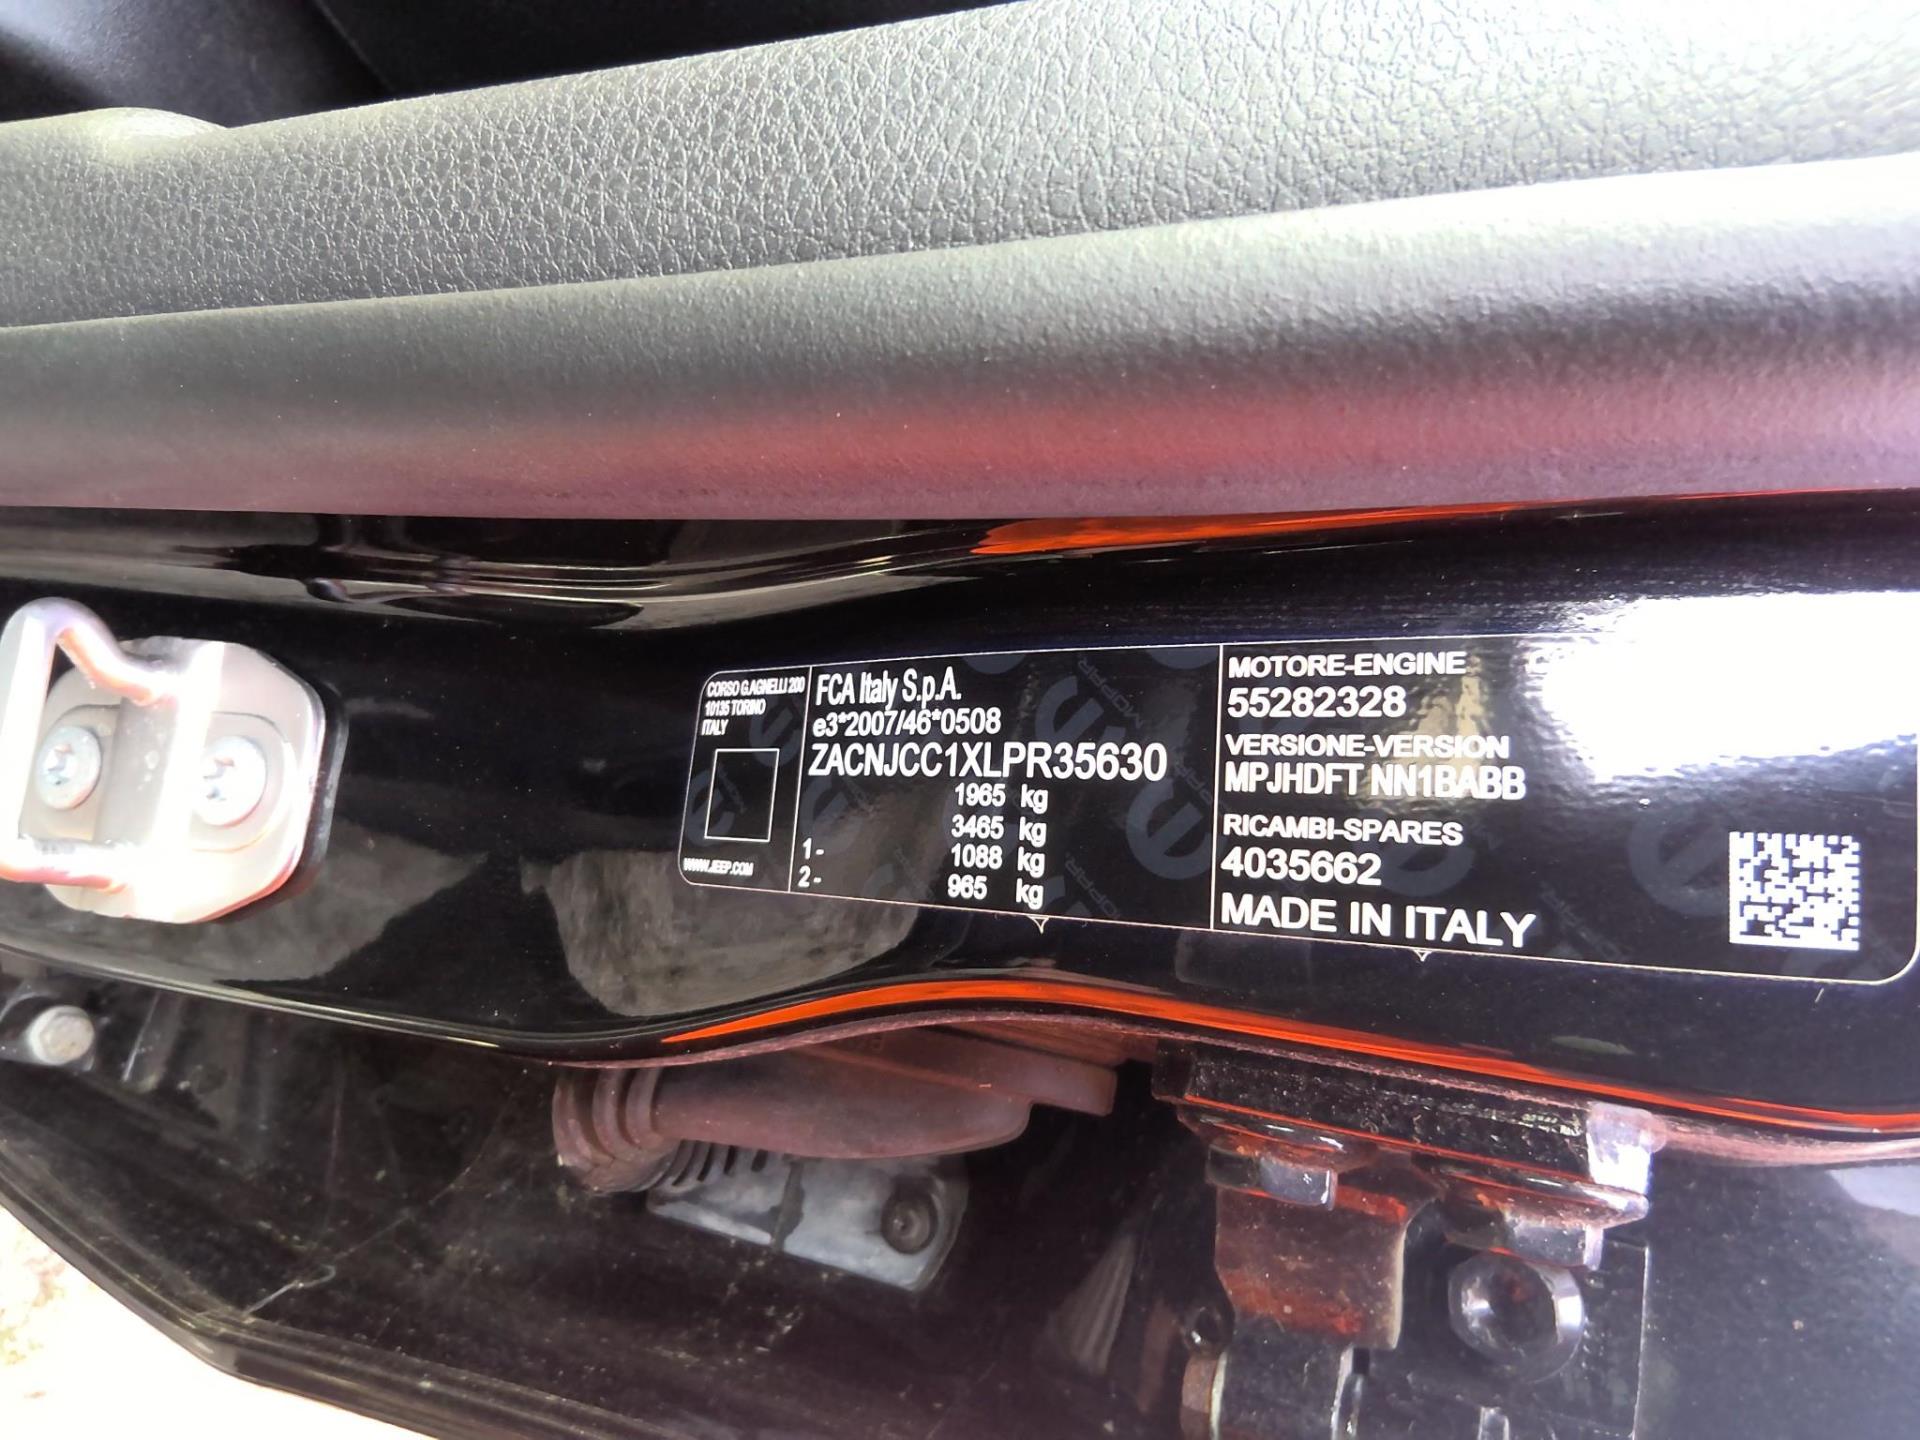 CORSO G.AGNELLI 200
10135 TORINO
ITALY
WWW.JEEP.COM
FCA Italy S.p.A.
e3*2007/46*0508
ZACNJCC1XLPR35630
1965 kg
3465 kg
1- 1088 kg
2- 965 kg
MOTORE-ENGINE
55282328
VERSIONE-VERSION
MPJHDFT NN1BABB
RICAMBI-SPARES
4035662
MADE IN ITALY
MOPAR